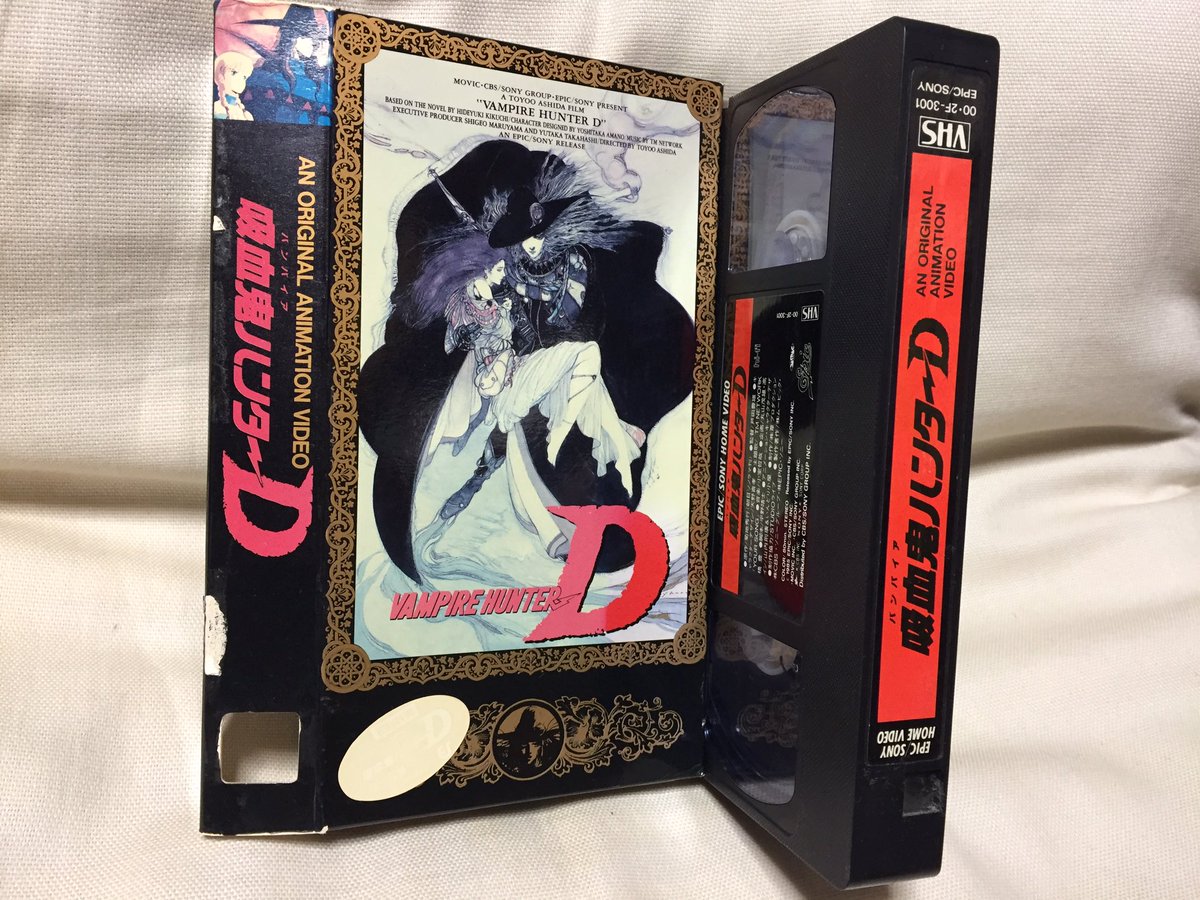 AN ORIGINAL ANIMATION VIDEO
吸血鬼ハンターD
バンパイア
MOVIC・CBS/SONY GROUP・EPIC/SONY PRESENT
A TOYOO ASHIDA FILM
"VAMPIRE HUNTER D"
BASED ON THE NOVEL BY HIDEYUKI KIKUCHI/CHARACTER DESIGNED BY YOSHITAKA AMANO/MUSIC BY TM NETWORK
EXECUTIVE PRODUCER SHIGEO MARUYAMA AND YUTAKA TAKAHASHI/DIRECTED BY TOYOO ASHIDA
AN EPIC/SONY RELEASE
VAMPIRE HUNTER D
EPIC/SONY HOME VIDEO
吸血鬼ハンターD
VHS
00・2F-3001
Distributed by CBS/SONY GROUP INC.
EPIC/SONY
00・2F-3001
VHS
AN ORIGINAL
ANIMATION
VIDEO
吸血鬼ハンターD
バンパイア
EPIC/SONY
HOME VIDEO